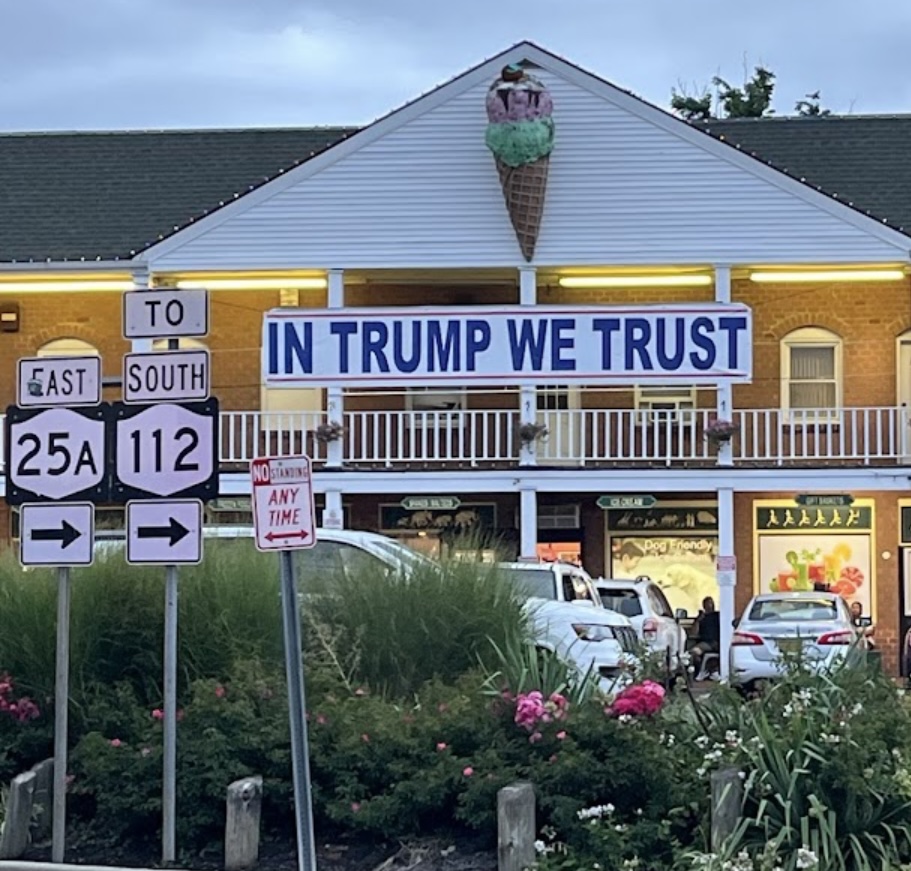 IN TRUMP WE TRUST
TO
EAST
SOUTH
25A
112
NO STANDING
ANY
TIME
ICE CREAM
GIFT BASKETS
Dog Friendly